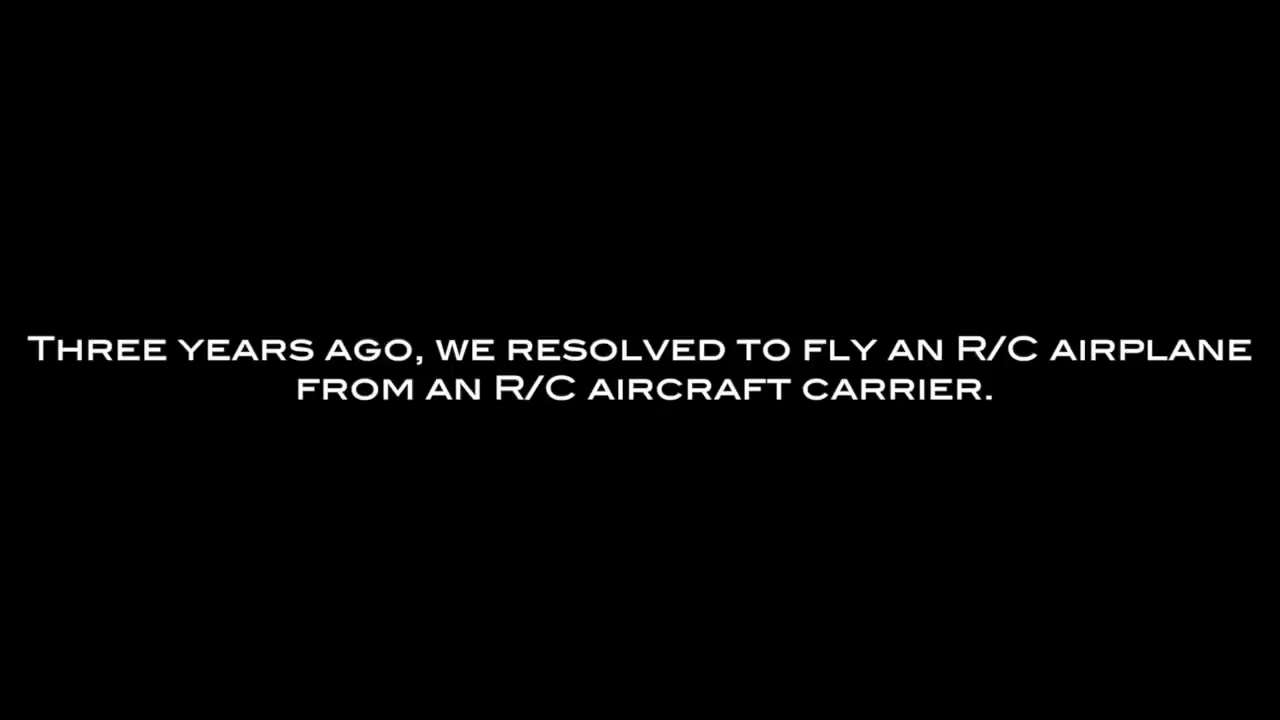 Three years ago, we resolved to fly an R/C airplane
from an R/C aircraft carrier.